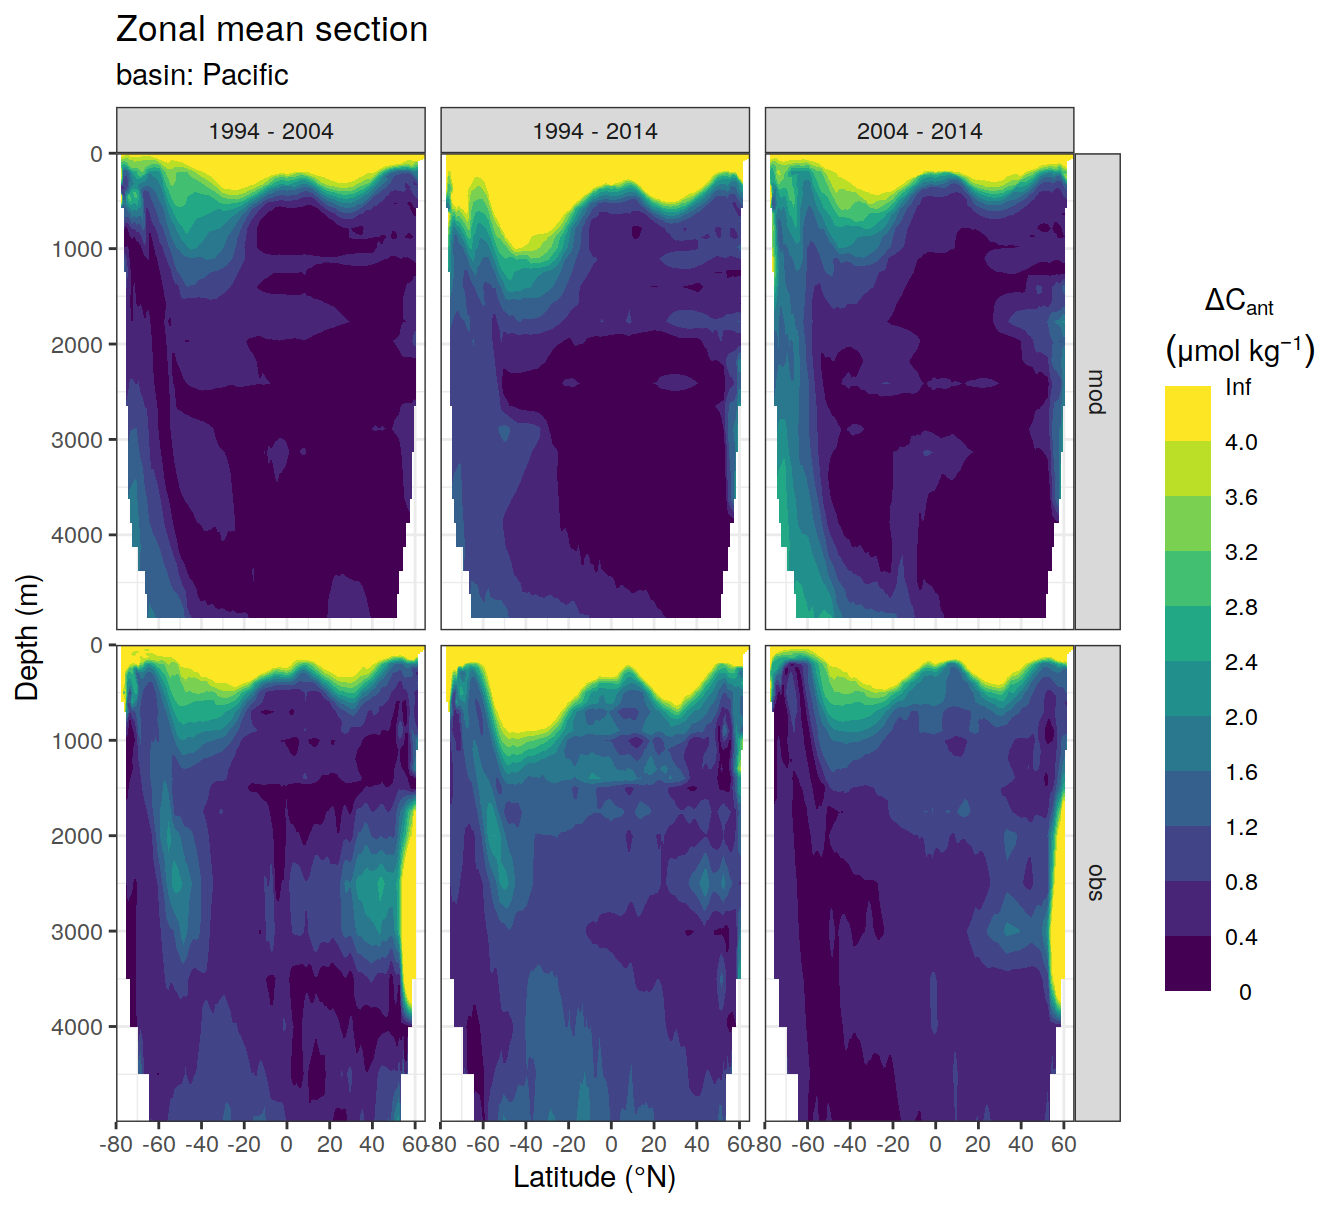 Zonal mean section
basin: Pacific
1994 - 2004
1994 - 2014
2004 - 2014
0
1000
2000
3000
4000
mod
0
1000
2000
3000
4000
obs
Depth (m)
-80 -60 -40 -20 0 20 40 60
-80 -60 -40 -20 0 20 40 60
-80 -60 -40 -20 0 20 40 60
Latitude (°N)
ΔCant
(μmol kg⁻¹)
Inf
4.0
3.6
3.2
2.8
2.4
2.0
1.6
1.2
0.8
0.4
0